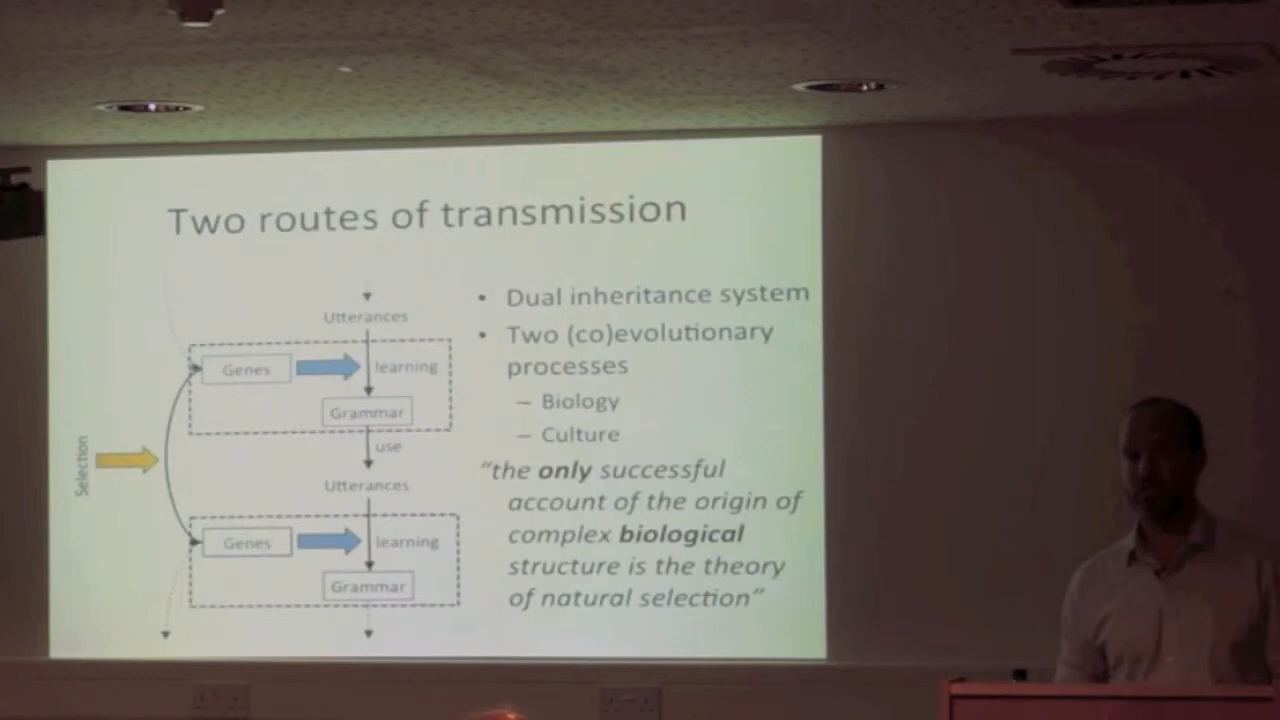 Two routes of transmission
Utterances
Genes
learning
Grammar
use
Selection
Utterances
Genes
learning
Grammar
• Dual inheritance system
• Two (co)evolutionary
processes
– Biology
– Culture
“the only successful
account of the origin of
complex biological
structure is the theory
of natural selection”